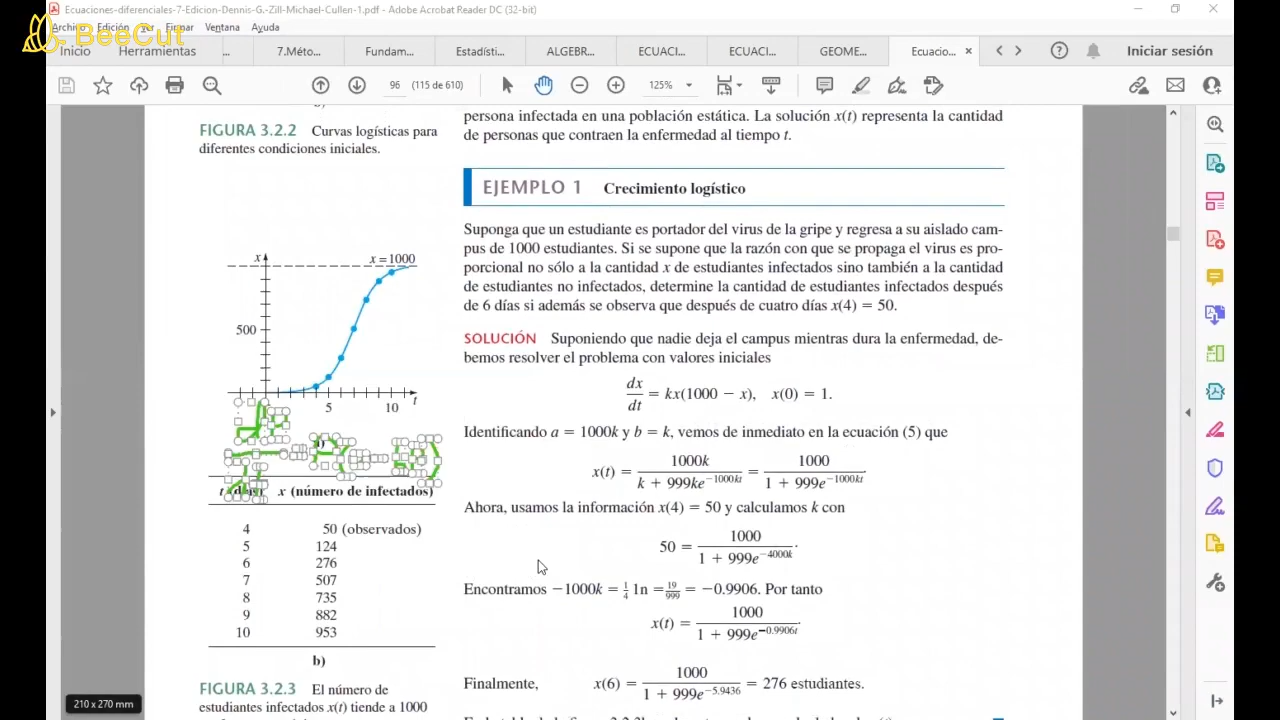 Ecuaciones-diferenciales-7-Edicion-Dennis-G.-Zill-Michael-Cullen-1.pdf - Adobe Acrobat Reader DC (32-bit)
Archivo Edición Ver Firmar Ventana Ayuda
BeeCut
Inicio Herramientas ... 7.Méto... Fundam... Estadísti... ALGEBR... ECUACI... ECUACI... GEOME... Ecuacio... × Iniciar sesión
96 (115 de 610) 125%
FIGURA 3.2.2 Curvas logísticas para
diferentes condiciones iniciales.
x
x = 1000
500
5 10 t
t (días) x (número de infectados)
4 50 (observados)
5 124
6 276
7 507
8 735
9 882
10 953
b)
FIGURA 3.2.3 El número de
estudiantes infectados x(t) tiende a 1000
persona infectada en una población estática. La solución x(t) representa la cantidad
de personas que contraen la enfermedad al tiempo t.
EJEMPLO 1 Crecimiento logístico
Suponga que un estudiante es portador del virus de la gripe y regresa a su aislado cam-
pus de 1000 estudiantes. Si se supone que la razón con que se propaga el virus es pro-
porcional no sólo a la cantidad x de estudiantes infectados sino también a la cantidad
de estudiantes no infectados, determine la cantidad de estudiantes infectados después
de 6 días si además se observa que después de cuatro días x(4) = 50.
SOLUCIÓN Suponiendo que nadie deja el campus mientras dura la enfermedad, de-
bemos resolver el problema con valores iniciales
dx/dt = kx(1000 − x), x(0) = 1.
Identificando a = 1000k y b = k, vemos de inmediato en la ecuación (5) que
x(t) = 1000k/(k + 999ke^−1000kt) = 1000/(1 + 999e^−1000kt)
Ahora, usamos la información x(4) = 50 y calculamos k con
50 = 1000/(1 + 999e^−4000k).
Encontramos −1000k = 1/4 ln = 19/999 = −0.9906. Por tanto
x(t) = 1000/(1 + 999e^−0.9906t).
Finalmente, x(6) = 1000/(1 + 999e^−5.9436) = 276 estudiantes.
210 x 270 mm